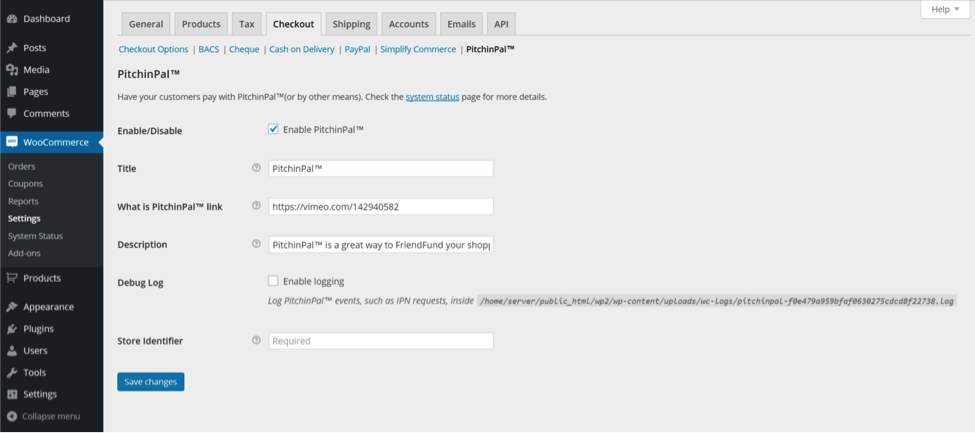 Help
General Products Tax Checkout Shipping Accounts Emails API
Checkout Options | BACS | Cheque | Cash on Delivery | PayPal | Simplify Commerce | PitchinPal™
PitchinPal™
Have your customers pay with PitchinPal™(or by other means). Check the system status page for more details.
Enable/Disable Enable PitchinPal™
Title PitchinPal™
What is PitchinPal™ link https://vimeo.com/142940582
Description PitchinPal™ is a great way to FriendFund your shopp
Debug Log Enable logging
Log PitchinPal™ events, such as IPN requests, inside /home/server/public_html/wp2/wp-content/uploads/wc-logs/pitchinpal-f0e479a959bfaf0630275cdcd8f22738.log
Store Identifier Required
Save changes
Dashboard
Posts
Media
Pages
Comments
WooCommerce
Orders
Coupons
Reports
Settings
System Status
Add-ons
Products
Appearance
Plugins
Users
Tools
Settings
Collapse menu